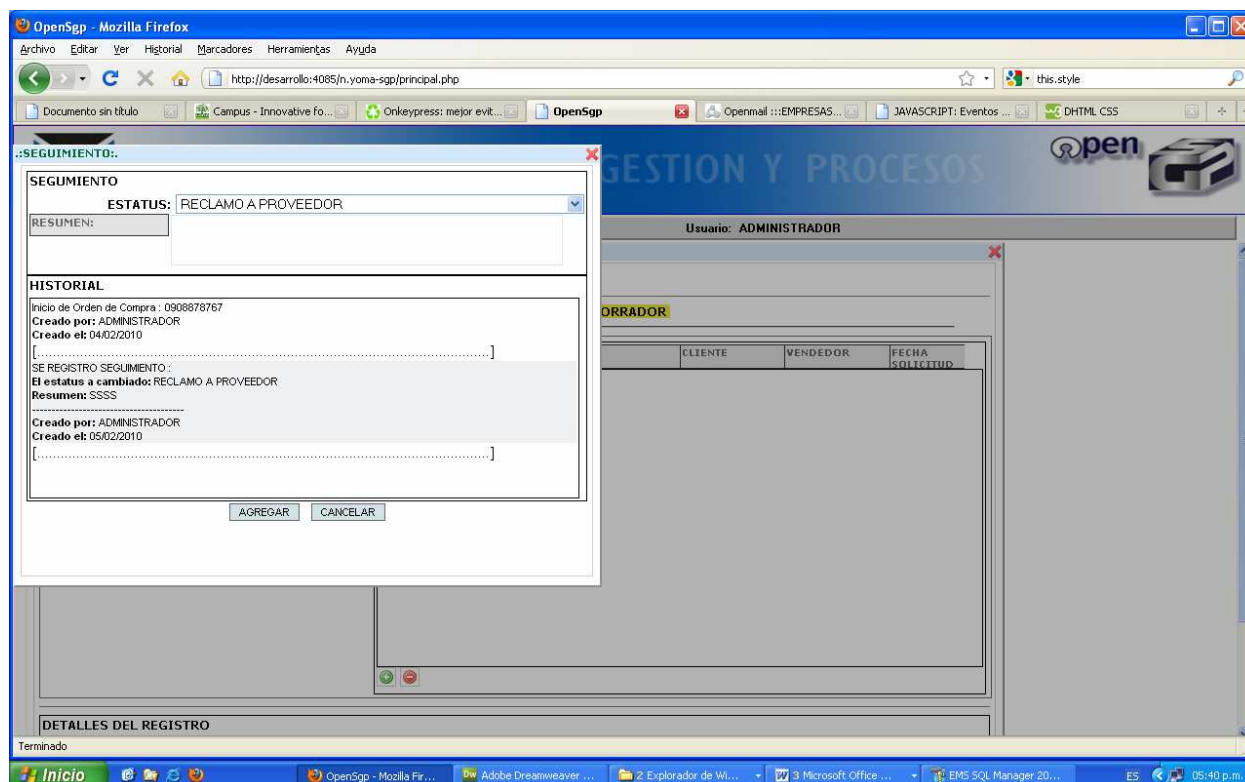 OpenSgp - Mozilla Firefox
Archivo Editar Ver Historial Marcadores Herramientas Ayuda
http://desarrollo:4085/n.yoma-sgp/principal.php
this.style
Documento sin título
Campus - Innovative fo...
Onkeypress: mejor evit...
OpenSgp
Openmail :::EMPRESAS...
JAVASCRIPT: Eventos ...
DHTML CSS
GESTION Y PROCESOS
Open
Usuario: ADMINISTRADOR
.:SEGUIMIENTO:.
SEGUMIENTO
ESTATUS: RECLAMO A PROVEEDOR
RESUMEN:
HISTORIAL
Inicio de Orden de Compra : 0908878767
Creado por: ADMINISTRADOR
Creado el: 04/02/2010
[...............................................................................................................]
SE REGISTRO SEGUIMIENTO :
El estatus a cambiado: RECLAMO A PROVEEDOR
Resumen: SSSS
--------------------------------------
Creado por: ADMINISTRADOR
Creado el: 05/02/2010
[...............................................................................................................]
AGREGAR CANCELAR
ORRADOR
CLIENTE
VENDEDOR
FECHA
SOLICITUD
DETALLES DEL REGISTRO
Terminado
Inicio
OpenSgp - Mozilla Fir...
Adobe Dreamweaver ...
2 Explorador de Wi...
3 Microsoft Office ...
EMS SQL Manager 20...
ES
05:40 p.m.